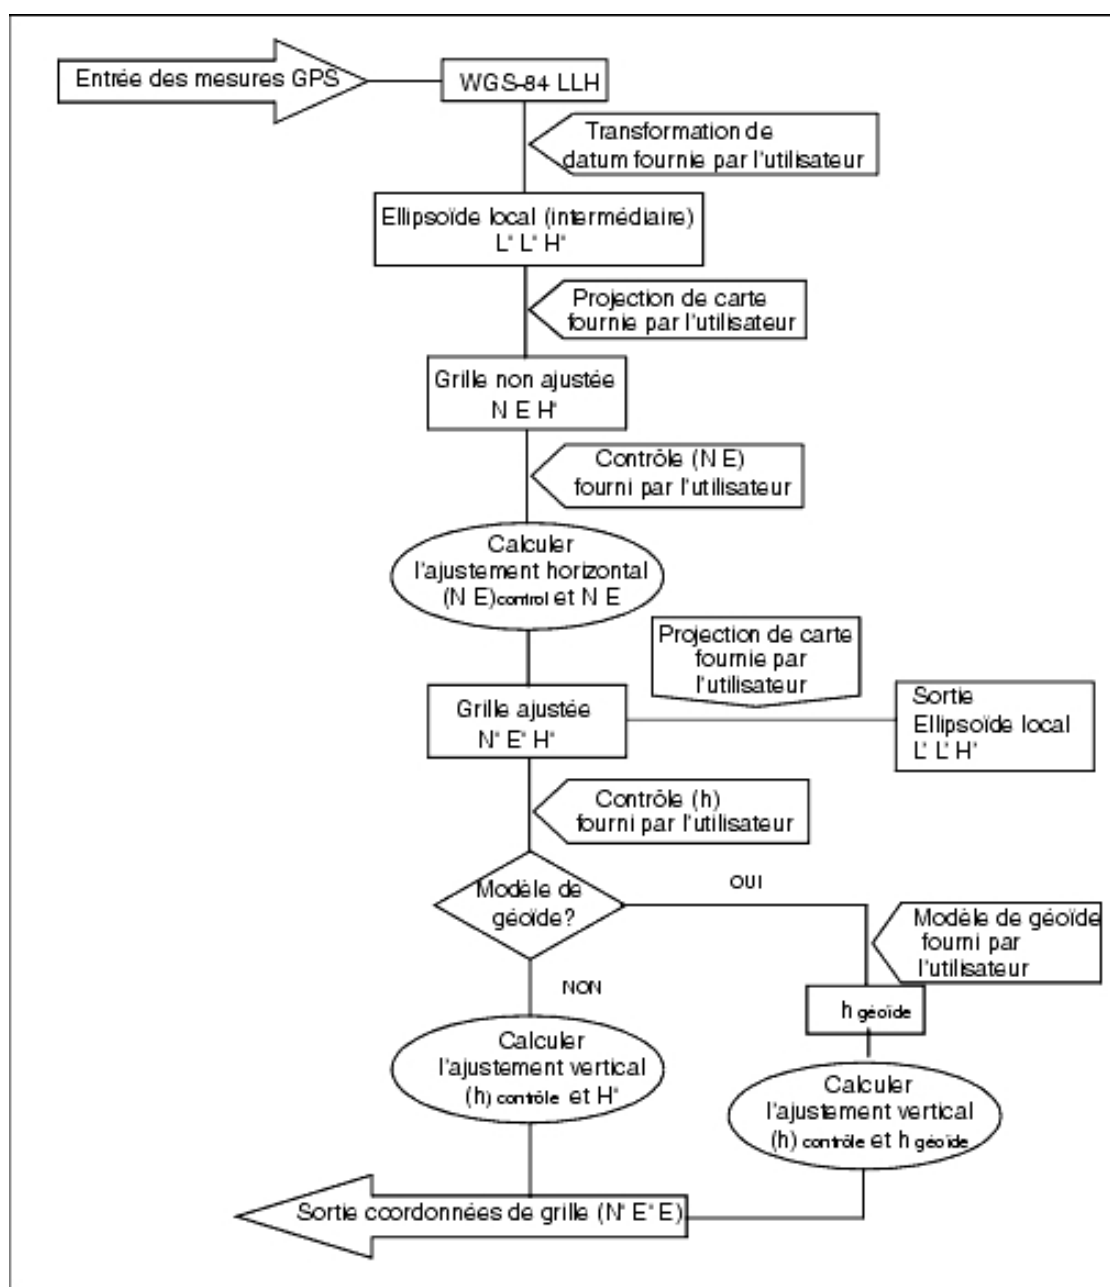 Entrée des mesures GPS
WGS-84 LLH
Transformation de
datum fournie par l'utilisateur
Ellipsoïde local (intermédiaire)
L' L' H'
Projection de carte
fournie par l'utilisateur
Grille non ajustée
N E H'
Contrôle (N E)
fourni par l'utilisateur
Calculer
l'ajustement horizontal
(N E)control et N E
Projection de carte
fournie par
l'utilisateur
Grille ajustée
N' E' H'
Sortie
Ellipsoïde local
L' L' H'
Contrôle (h)
fourni par l'utilisateur
Modèle de
géoïde?
OUI
Modèle de géoïde
fourni par
l'utilisateur
NON
h géoïde
Calculer
l'ajustement vertical
(h) contrôle et H'
Calculer
l'ajustement vertical
(h) contrôle et h géoïde
Sortie coordonnées de grille (N' E' E)